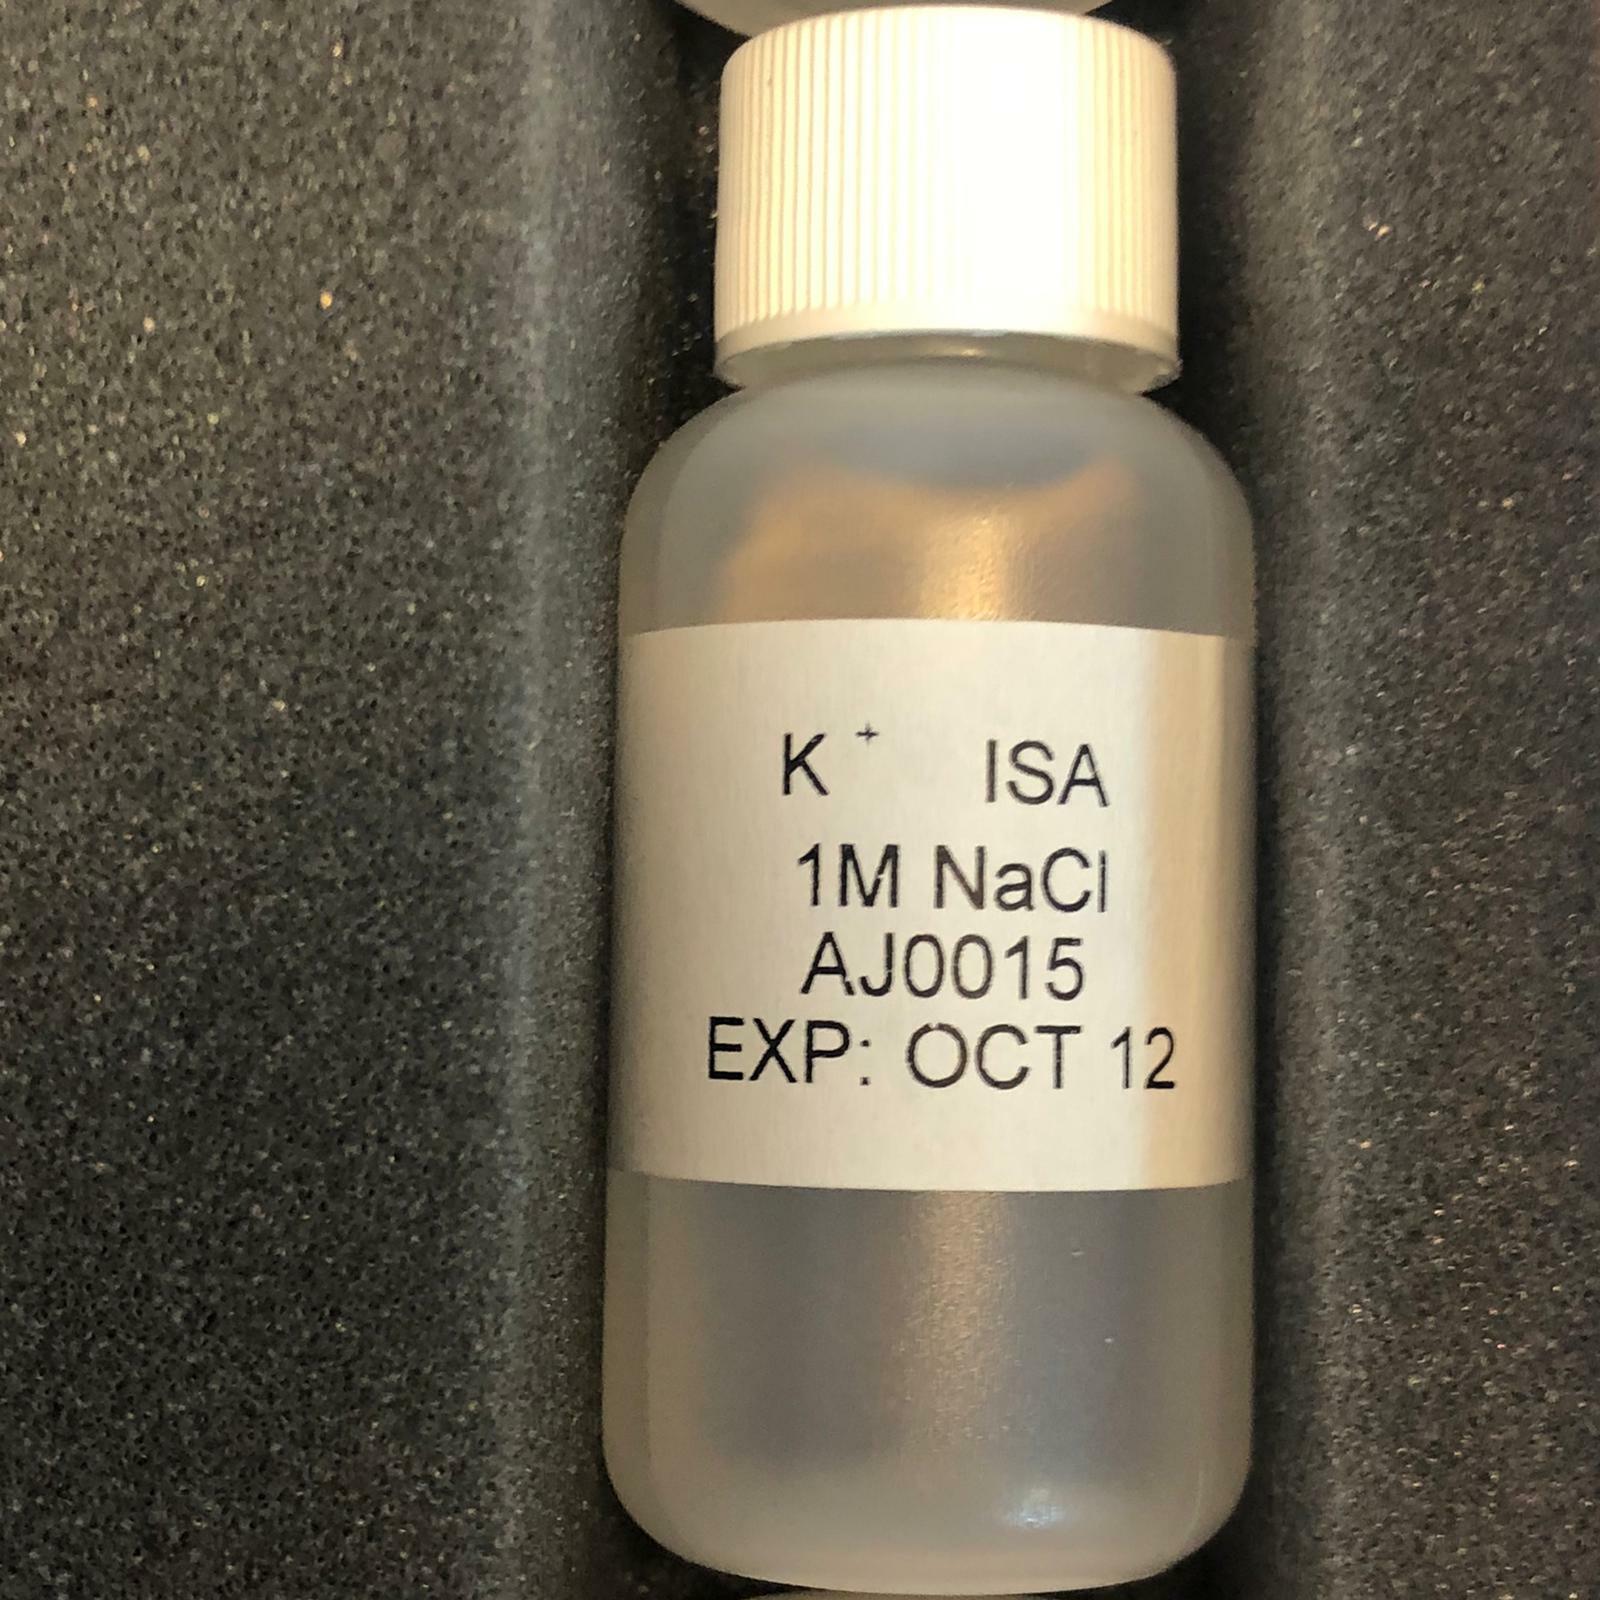 K⁺ ISA
1M NaCl
AJ0015
EXP: OCT 12